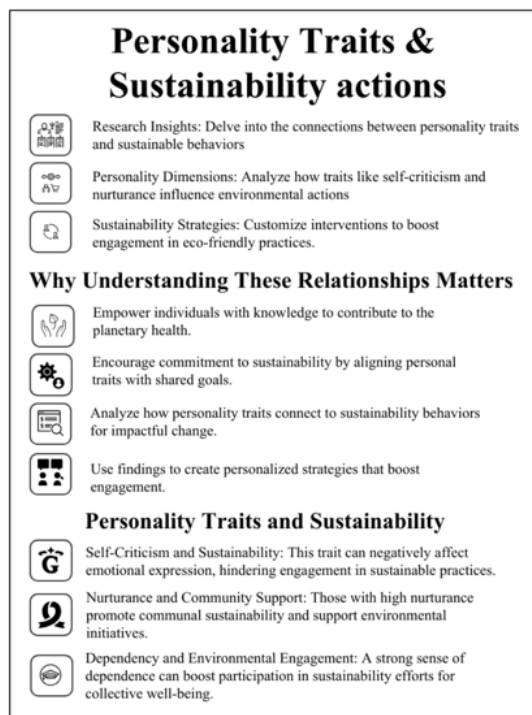 Personality Traits &
Sustainability actions
Research Insights: Delve into the connections between personality traits
and sustainable behaviors
Personality Dimensions: Analyze how traits like self-criticism and
nurturance influence environmental actions
Sustainability Strategies: Customize interventions to boost
engagement in eco-friendly practices.
Why Understanding These Relationships Matters
Empower individuals with knowledge to contribute to the
planetary health.
Encourage commitment to sustainability by aligning personal
traits with shared goals.
Analyze how personality traits connect to sustainability behaviors
for impactful change.
Use findings to create personalized strategies that boost
engagement.
Personality Traits and Sustainability
G
Self-Criticism and Sustainability: This trait can negatively affect
emotional expression, hindering engagement in sustainable practices.
Nurturance and Community Support: Those with high nurturance
promote communal sustainability and support environmental
initiatives.
Dependency and Environmental Engagement: A strong sense of
dependence can boost participation in sustainability efforts for
collective well-being.